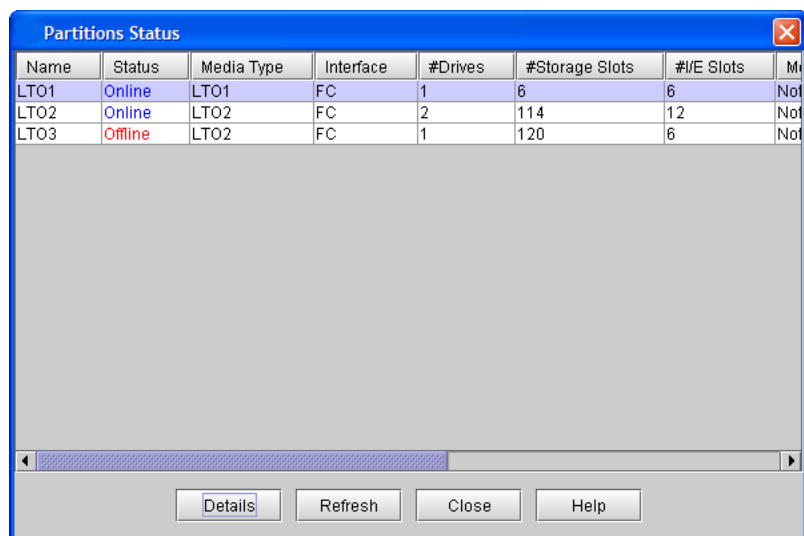 Partitions Status
Name Status Media Type Interface #Drives #Storage Slots #I/E Slots
LTO1 Online LTO1 FC 1 6 6
LTO2 Online LTO2 FC 2 114 12
LTO3 Offline LTO2 FC 1 120 6
Details Refresh Close Help